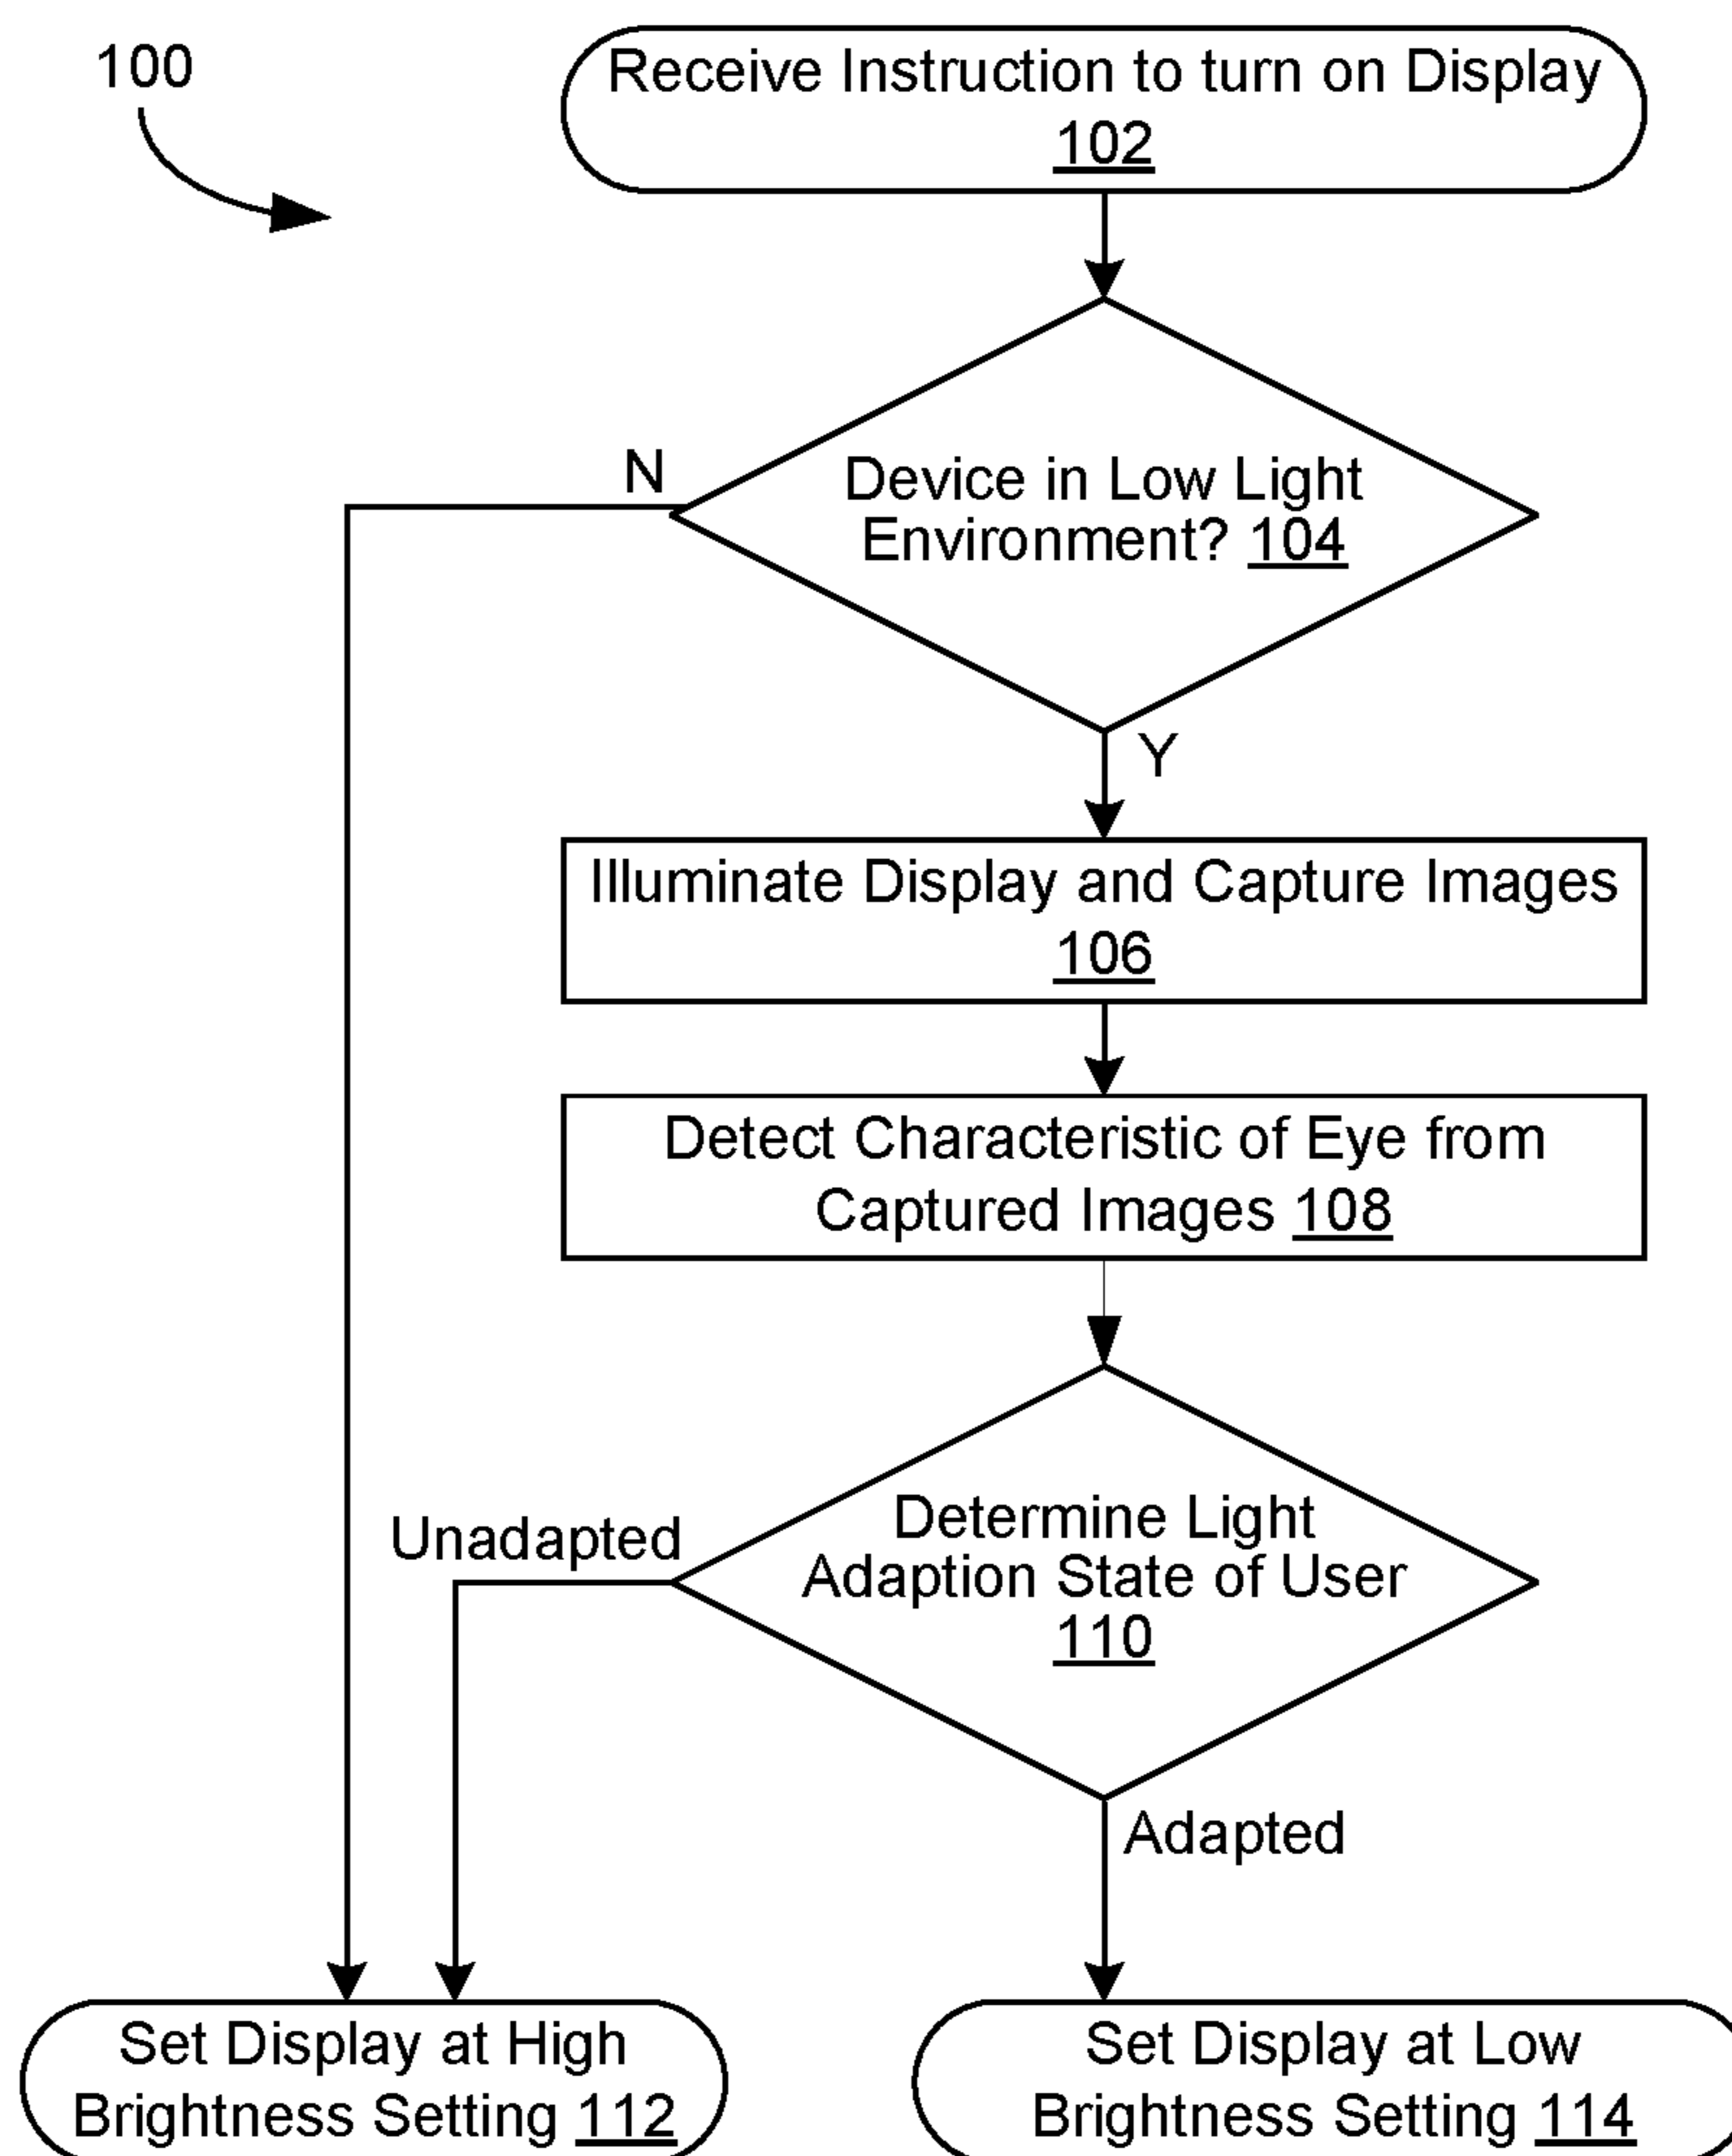 100
Receive Instruction to turn on Display
102
N
Device in Low Light
Environment? 104
Y
Illuminate Display and Capture Images
106
Detect Characteristic of Eye from
Captured Images 108
Unadapted
Determine Light
Adaption State of User
110
Adapted
Set Display at High
Brightness Setting 112
Set Display at Low
Brightness Setting 114